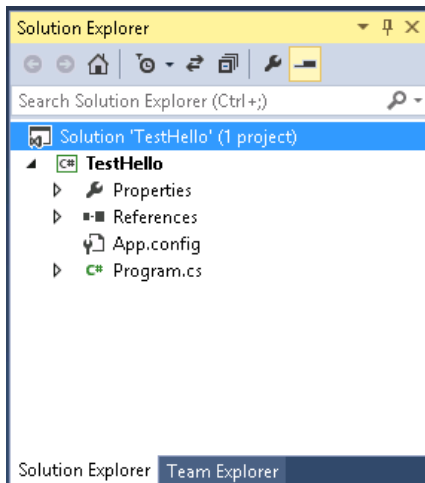 Solution Explorer
Search Solution Explorer (Ctrl+;)
Solution 'TestHello' (1 project)
C# TestHello
Properties
References
App.config
C# Program.cs
Solution Explorer Team Explorer